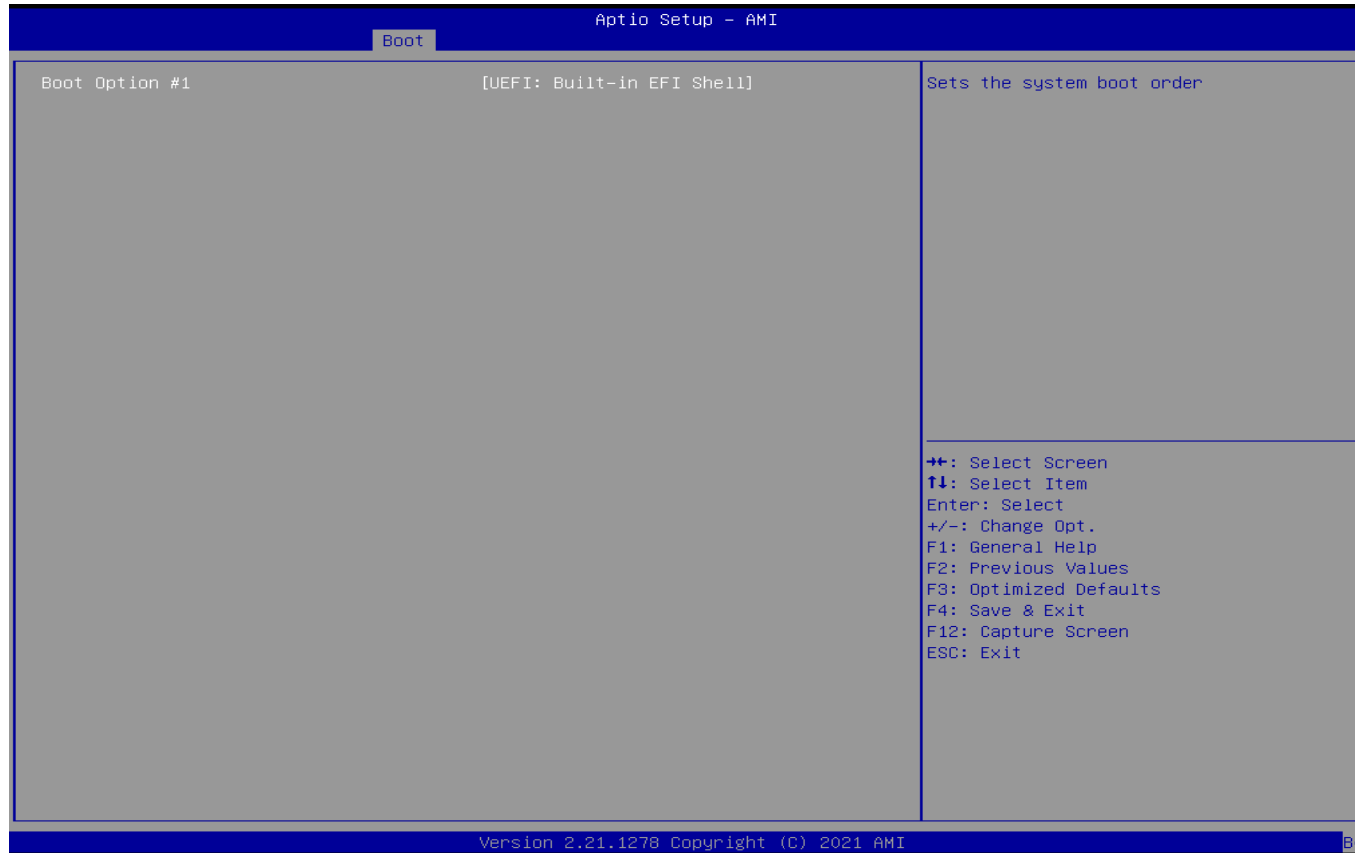 Aptio Setup – AMI
Boot
Boot Option #1 [UEFI: Built-in EFI Shell]
Sets the system boot order
→←: Select Screen
↑↓: Select Item
Enter: Select
+/-: Change Opt.
F1: General Help
F2: Previous Values
F3: Optimized Defaults
F4: Save & Exit
F12: Capture Screen
ESC: Exit
Version 2.21.1278 Copyright (C) 2021 AMI
B